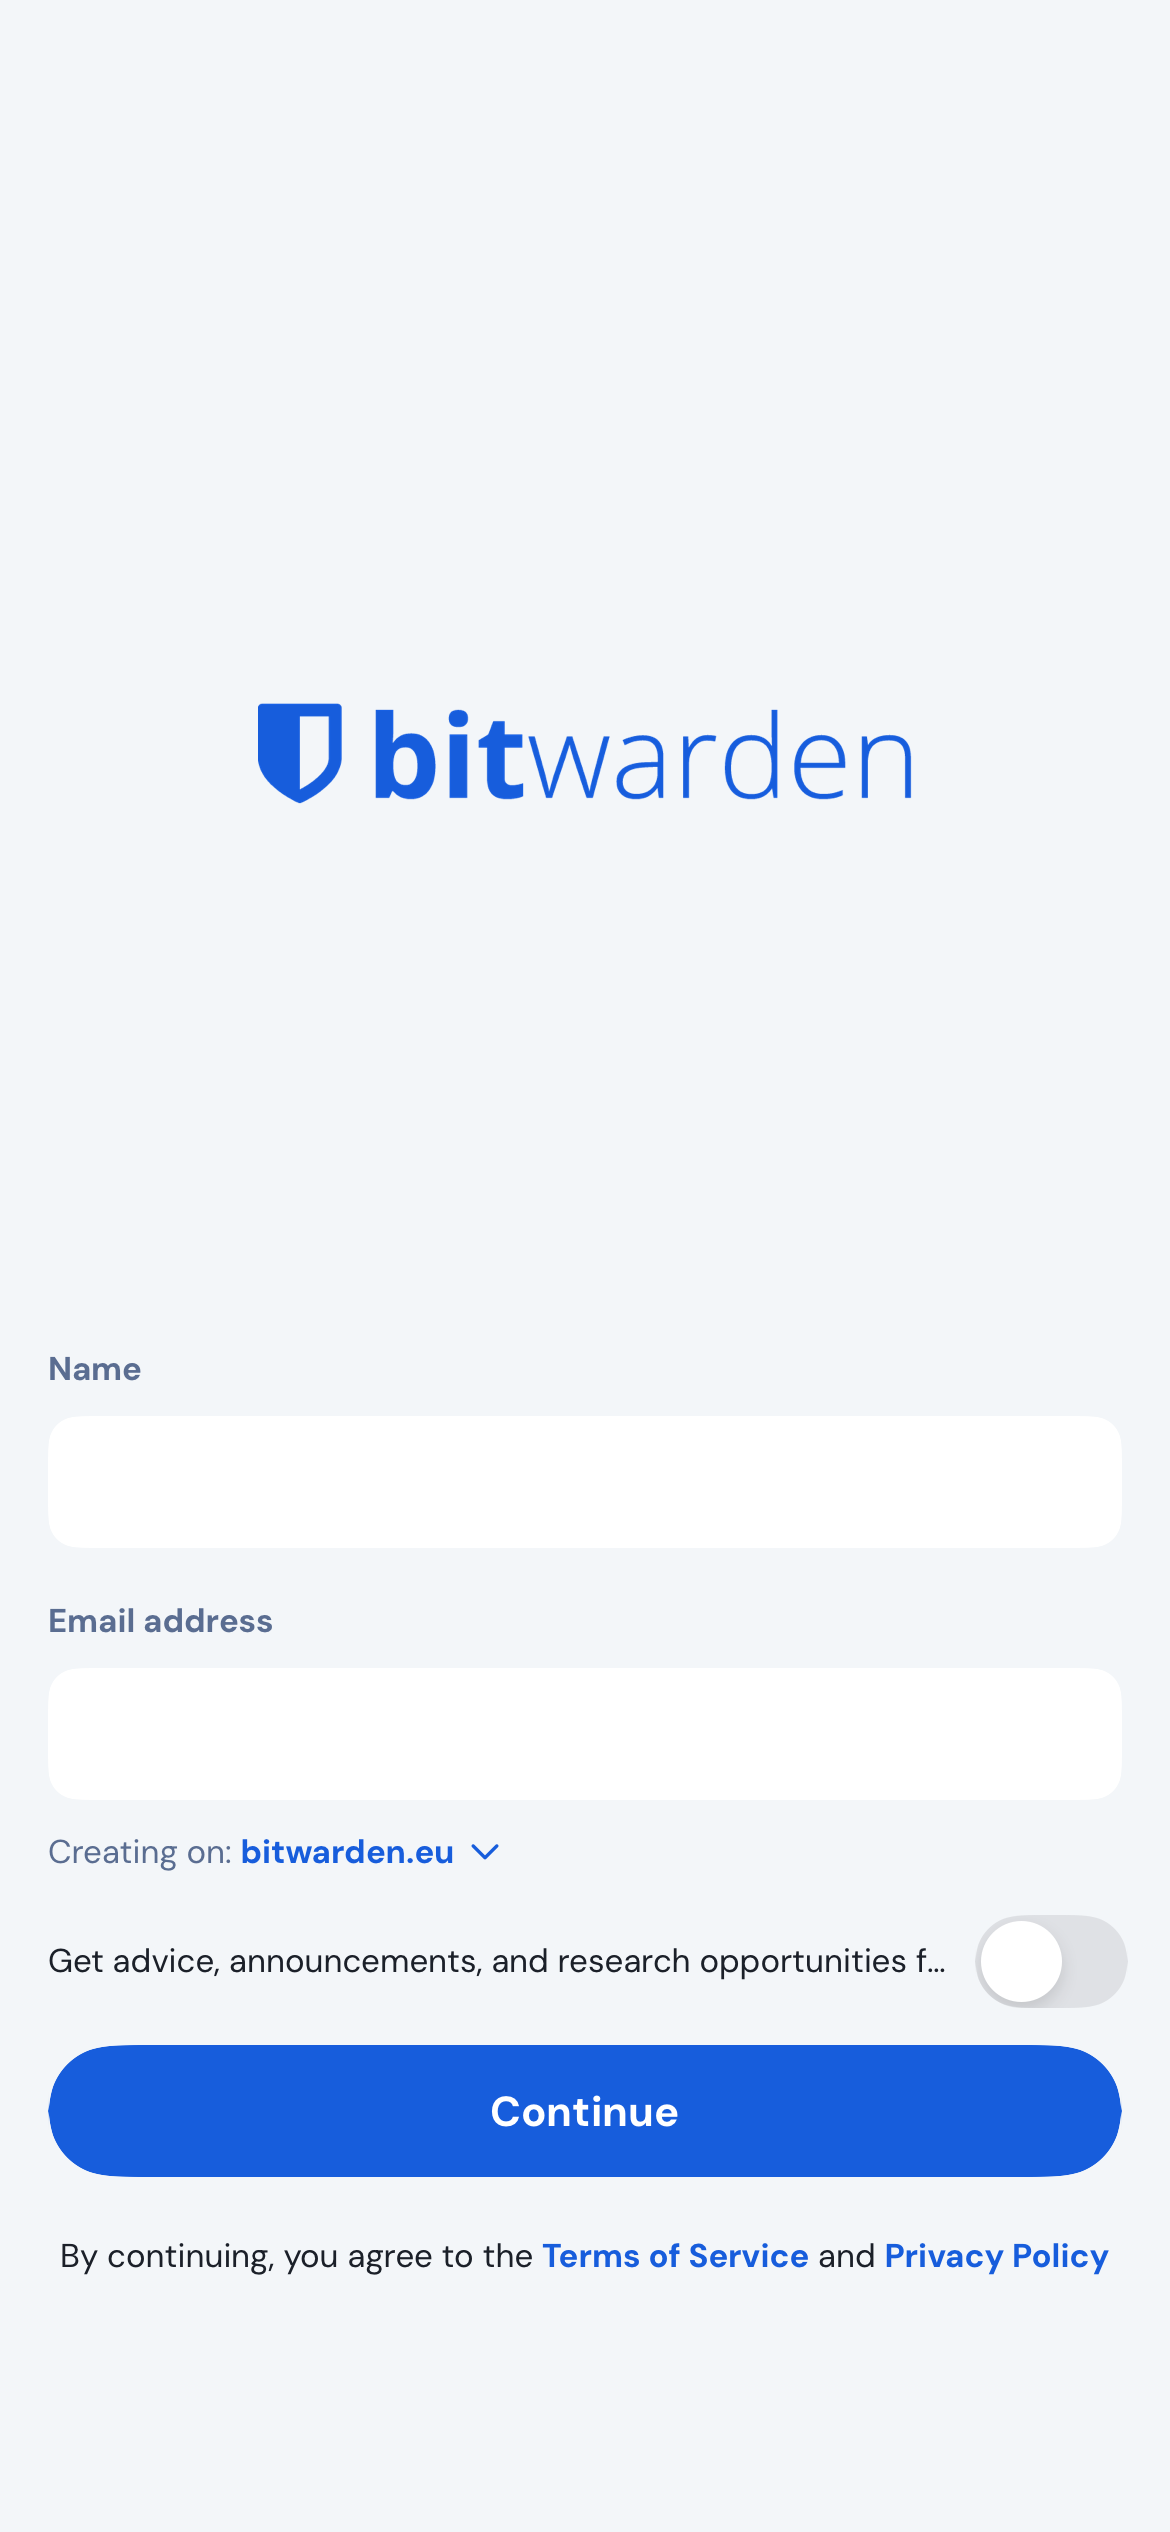 bitwarden
Name
Email address
Creating on: bitwarden.eu
Get advice, announcements, and research opportunities f...
Continue
By continuing, you agree to the Terms of Service and Privacy Policy